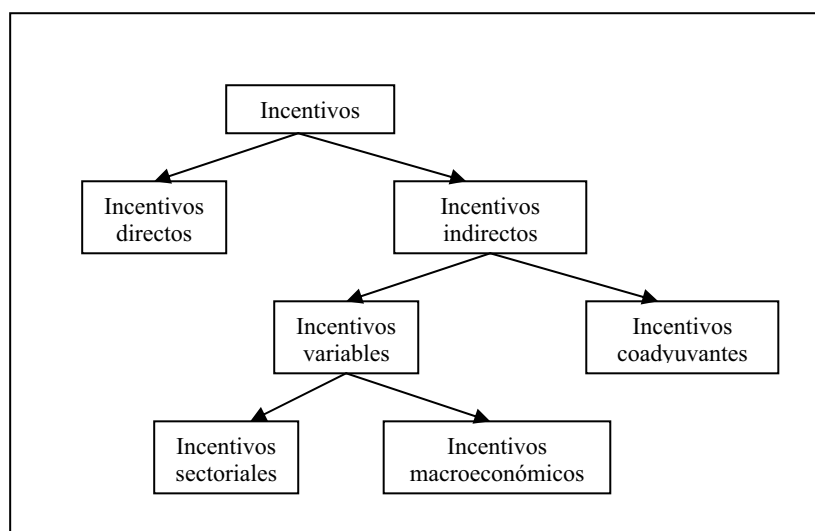 Incentivos
Incentivos
directos
Incentivos
indirectos
Incentivos
variables
Incentivos
coadyuvantes
Incentivos
sectoriales
Incentivos
macroeconómicos